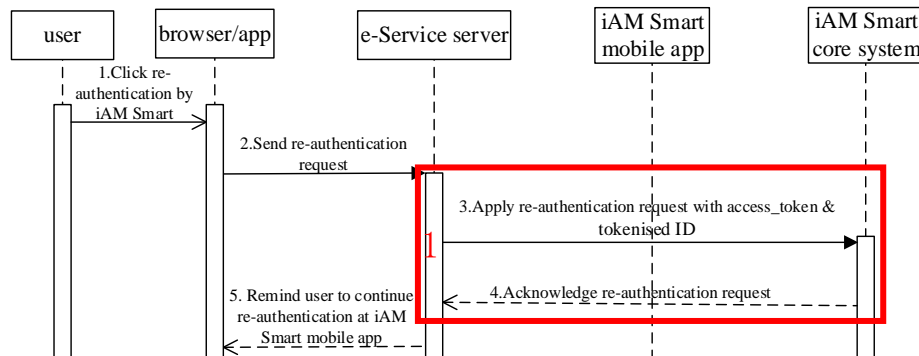 user
browser/app
e-Service server
iAM Smart
mobile app
iAM Smart
core system
1.Click re-
authentication by
iAM Smart
2.Send re-authentication
request
3.Apply re-authentication request with access_token &
tokenised ID
1
4.Acknowledge re-authentication request
5. Remind user to continue
re-authentication at iAM
Smart mobile app